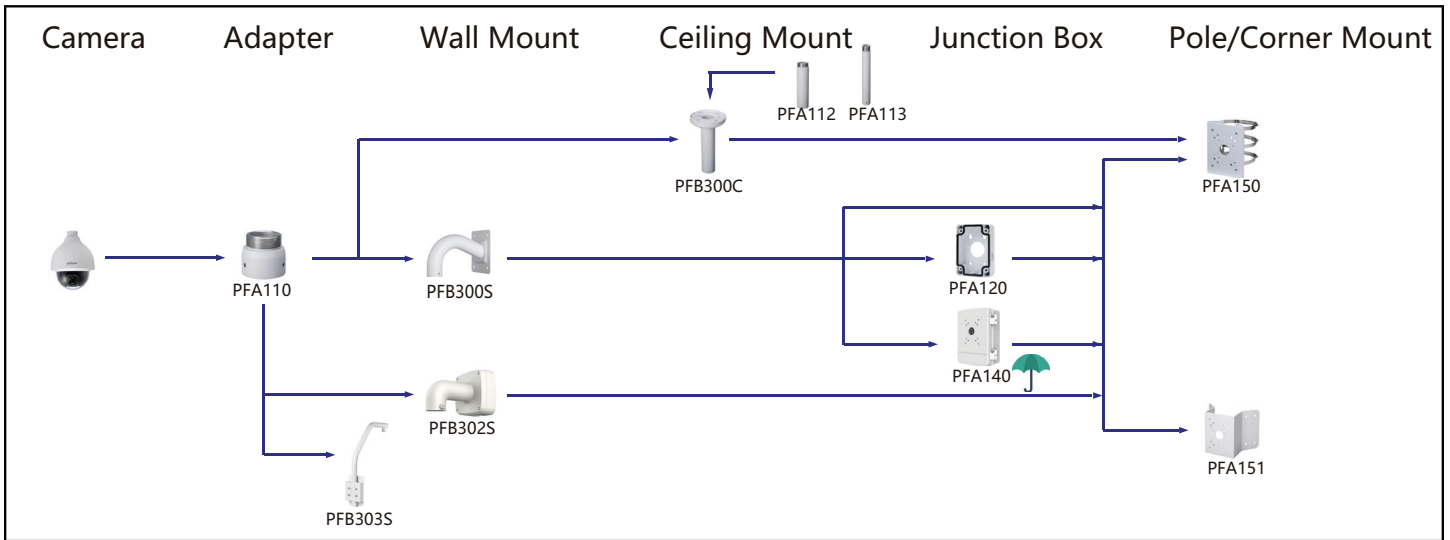 Camera
Adapter
Wall Mount
Ceiling Mount
Junction Box
Pole/Corner Mount
PFA112
PFA113
PFB300C
PFA150
PFA110
PFB300S
PFA120
PFA140
PFB302S
PFA151
PFB303S